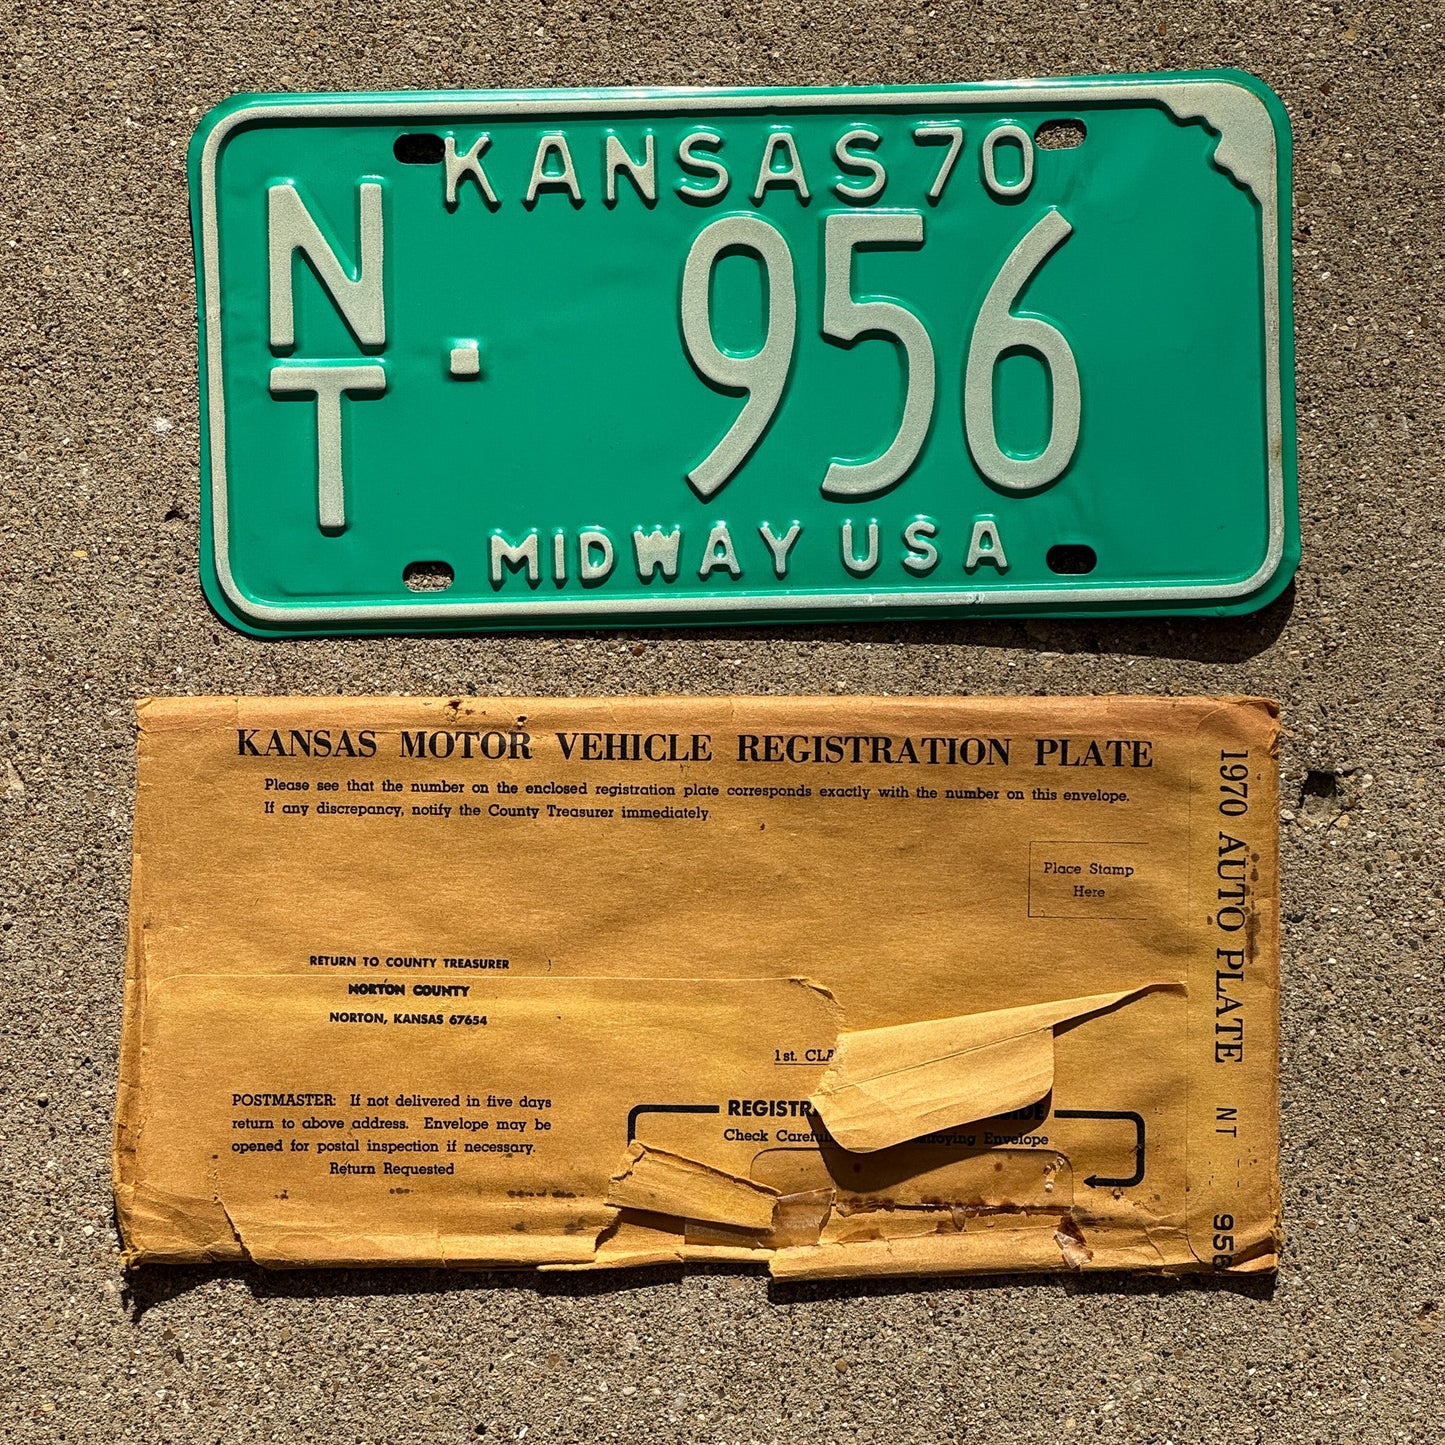 KANSAS 70
N
T
956
MIDWAY USA
KANSAS MOTOR VEHICLE REGISTRATION PLATE
Please see that the number on the enclosed registration plate corresponds exactly with the number on this envelope.
If any discrepancy, notify the County Treasurer immediately.
Place Stamp
Here
RETURN TO COUNTY TREASURER
NORTON COUNTY
NORTON, KANSAS 67654
1st.
POSTMASTER: If not delivered in five days
return to above address. Envelope may be
opened for postal inspection if necessary.
Return Requested
Check
Envelope
1970 AUTO PLATE NT - 956